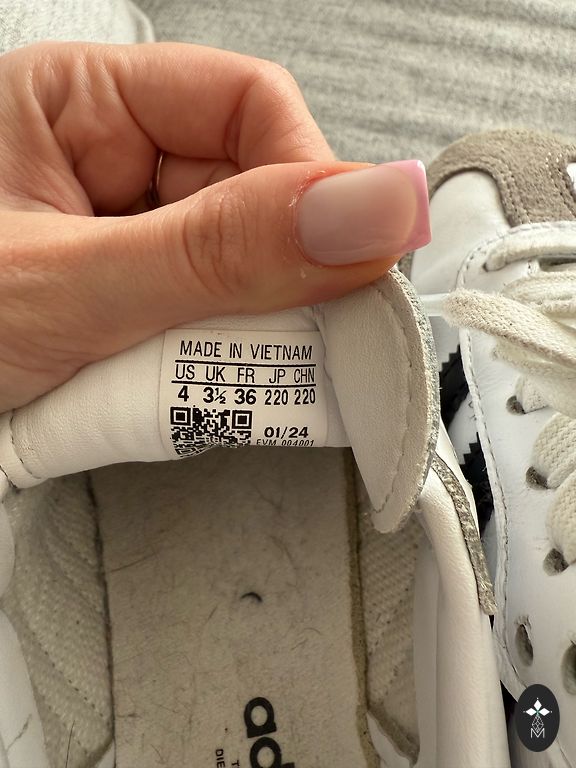 MADE IN VIETNAM
US UK FR JP CHN
4 3½ 36 220 220
01/24
EVM 004001
ad
M